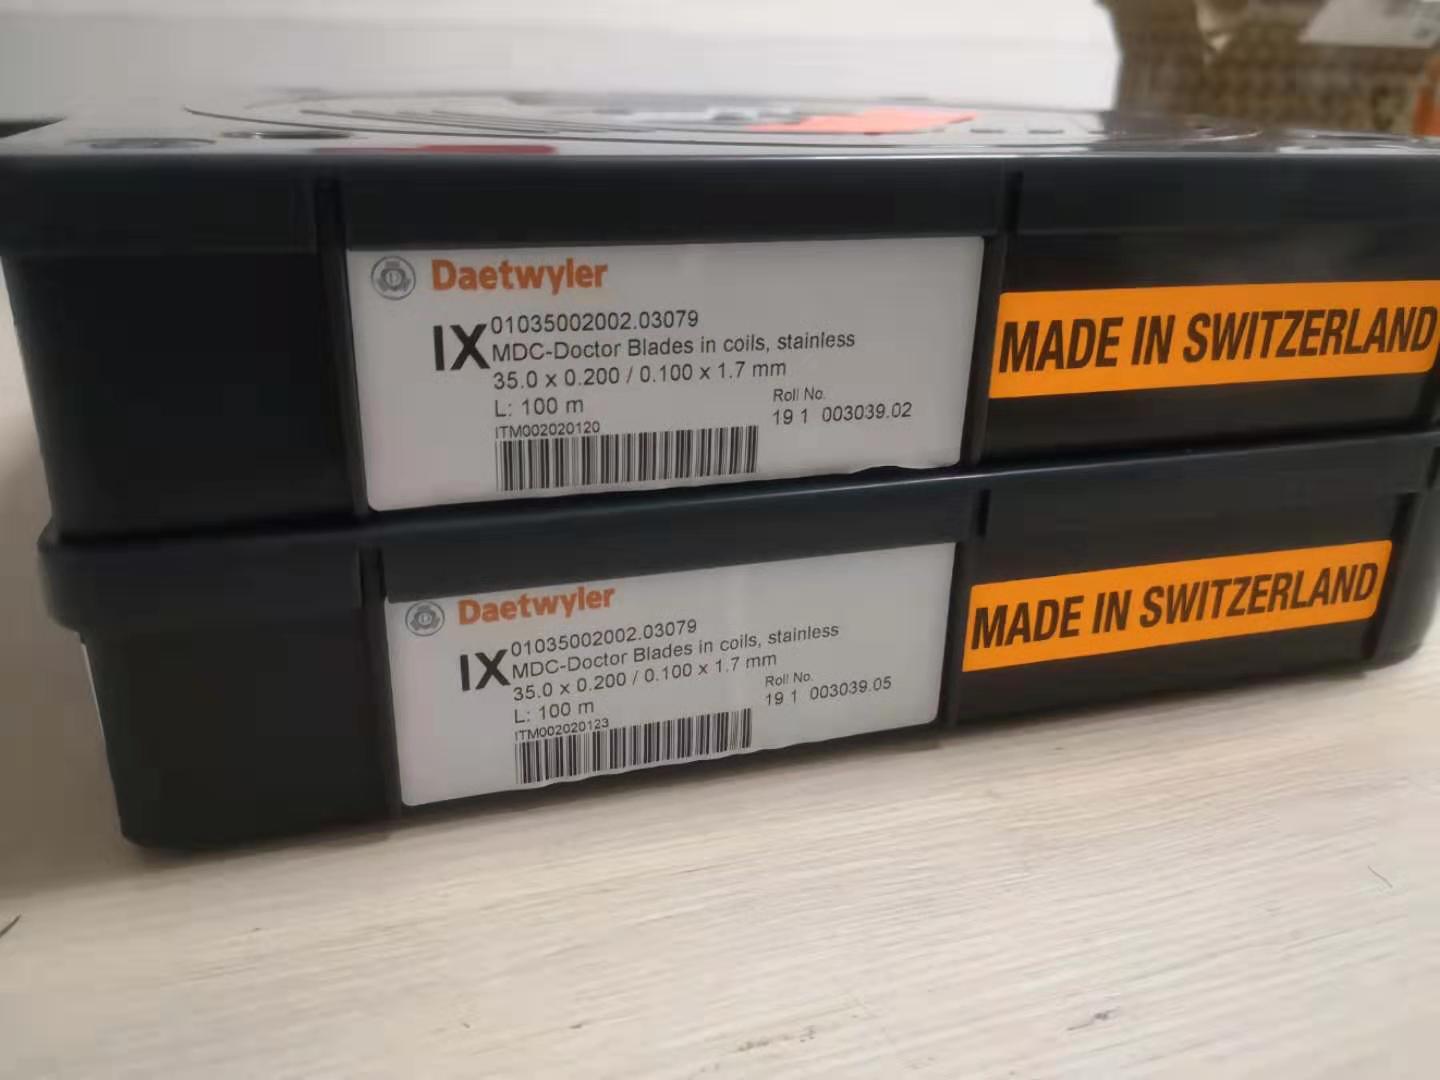 Daetwyler
IX
01035002002.03079
MDC-Doctor Blades in coils, stainless
35.0 x 0.200 / 0.100 x 1.7 mm
L: 100 m
Roll No.
19 1 003039.02
ITM002020120
MADE IN SWITZERLAND
Daetwyler
IX
01035002002.03079
MDC-Doctor Blades in coils, stainless
35.0 x 0.200 / 0.100 x 1.7 mm
L: 100 m
Roll No.
19 1 003039.05
ITM002020123
MADE IN SWITZERLAND